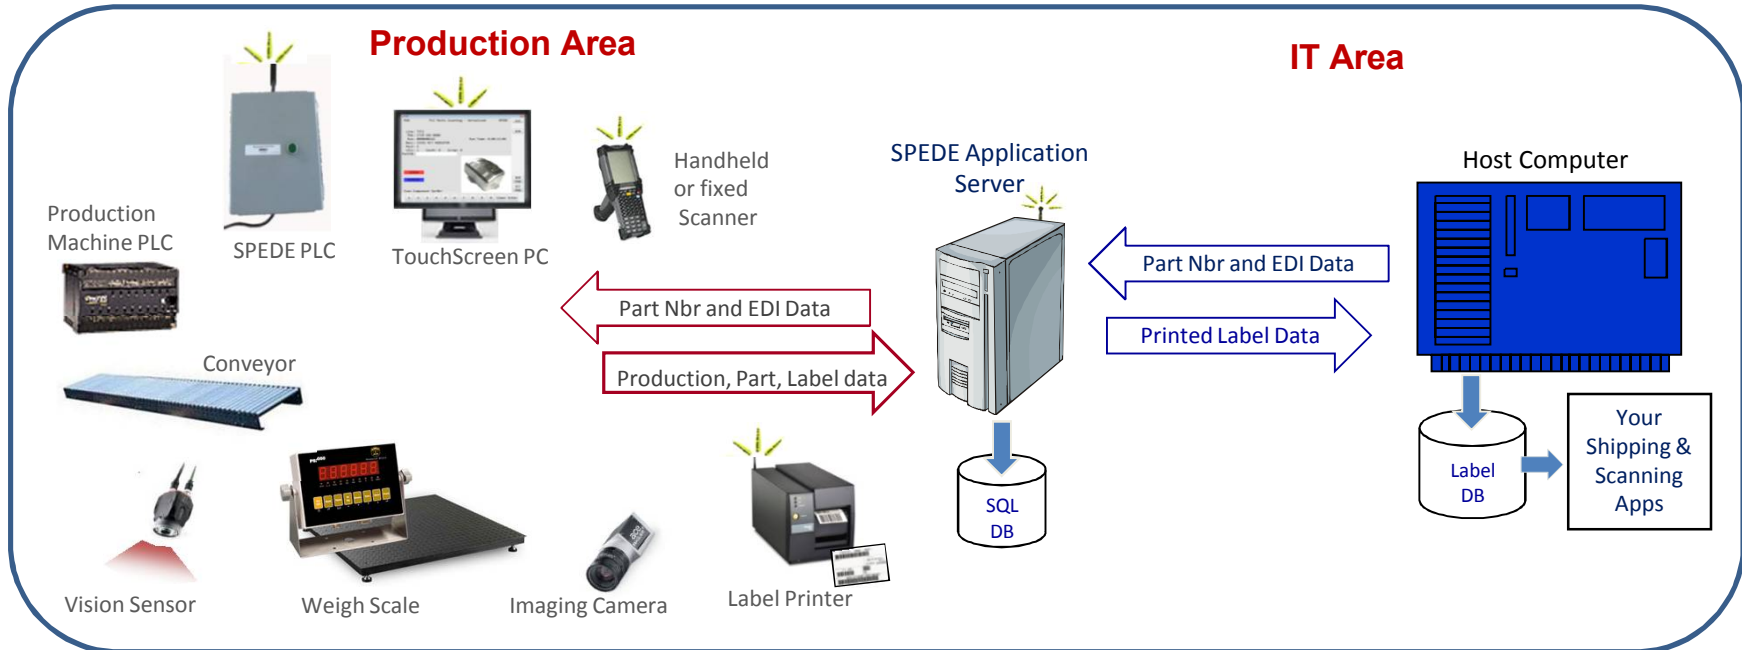 Production Area
IT Area
SPEDE PLC
TouchScreen PC
Handheld
or fixed
Scanner
Production
Machine PLC
Conveyor
Part Nbr and EDI Data
Production, Part, Label data
SPEDE Application
Server
Part Nbr and EDI Data
Printed Label Data
Host Computer
SQL
DB
Label
DB
Your
Shipping &
Scanning
Apps
Vision Sensor
Weigh Scale
Imaging Camera
Label Printer